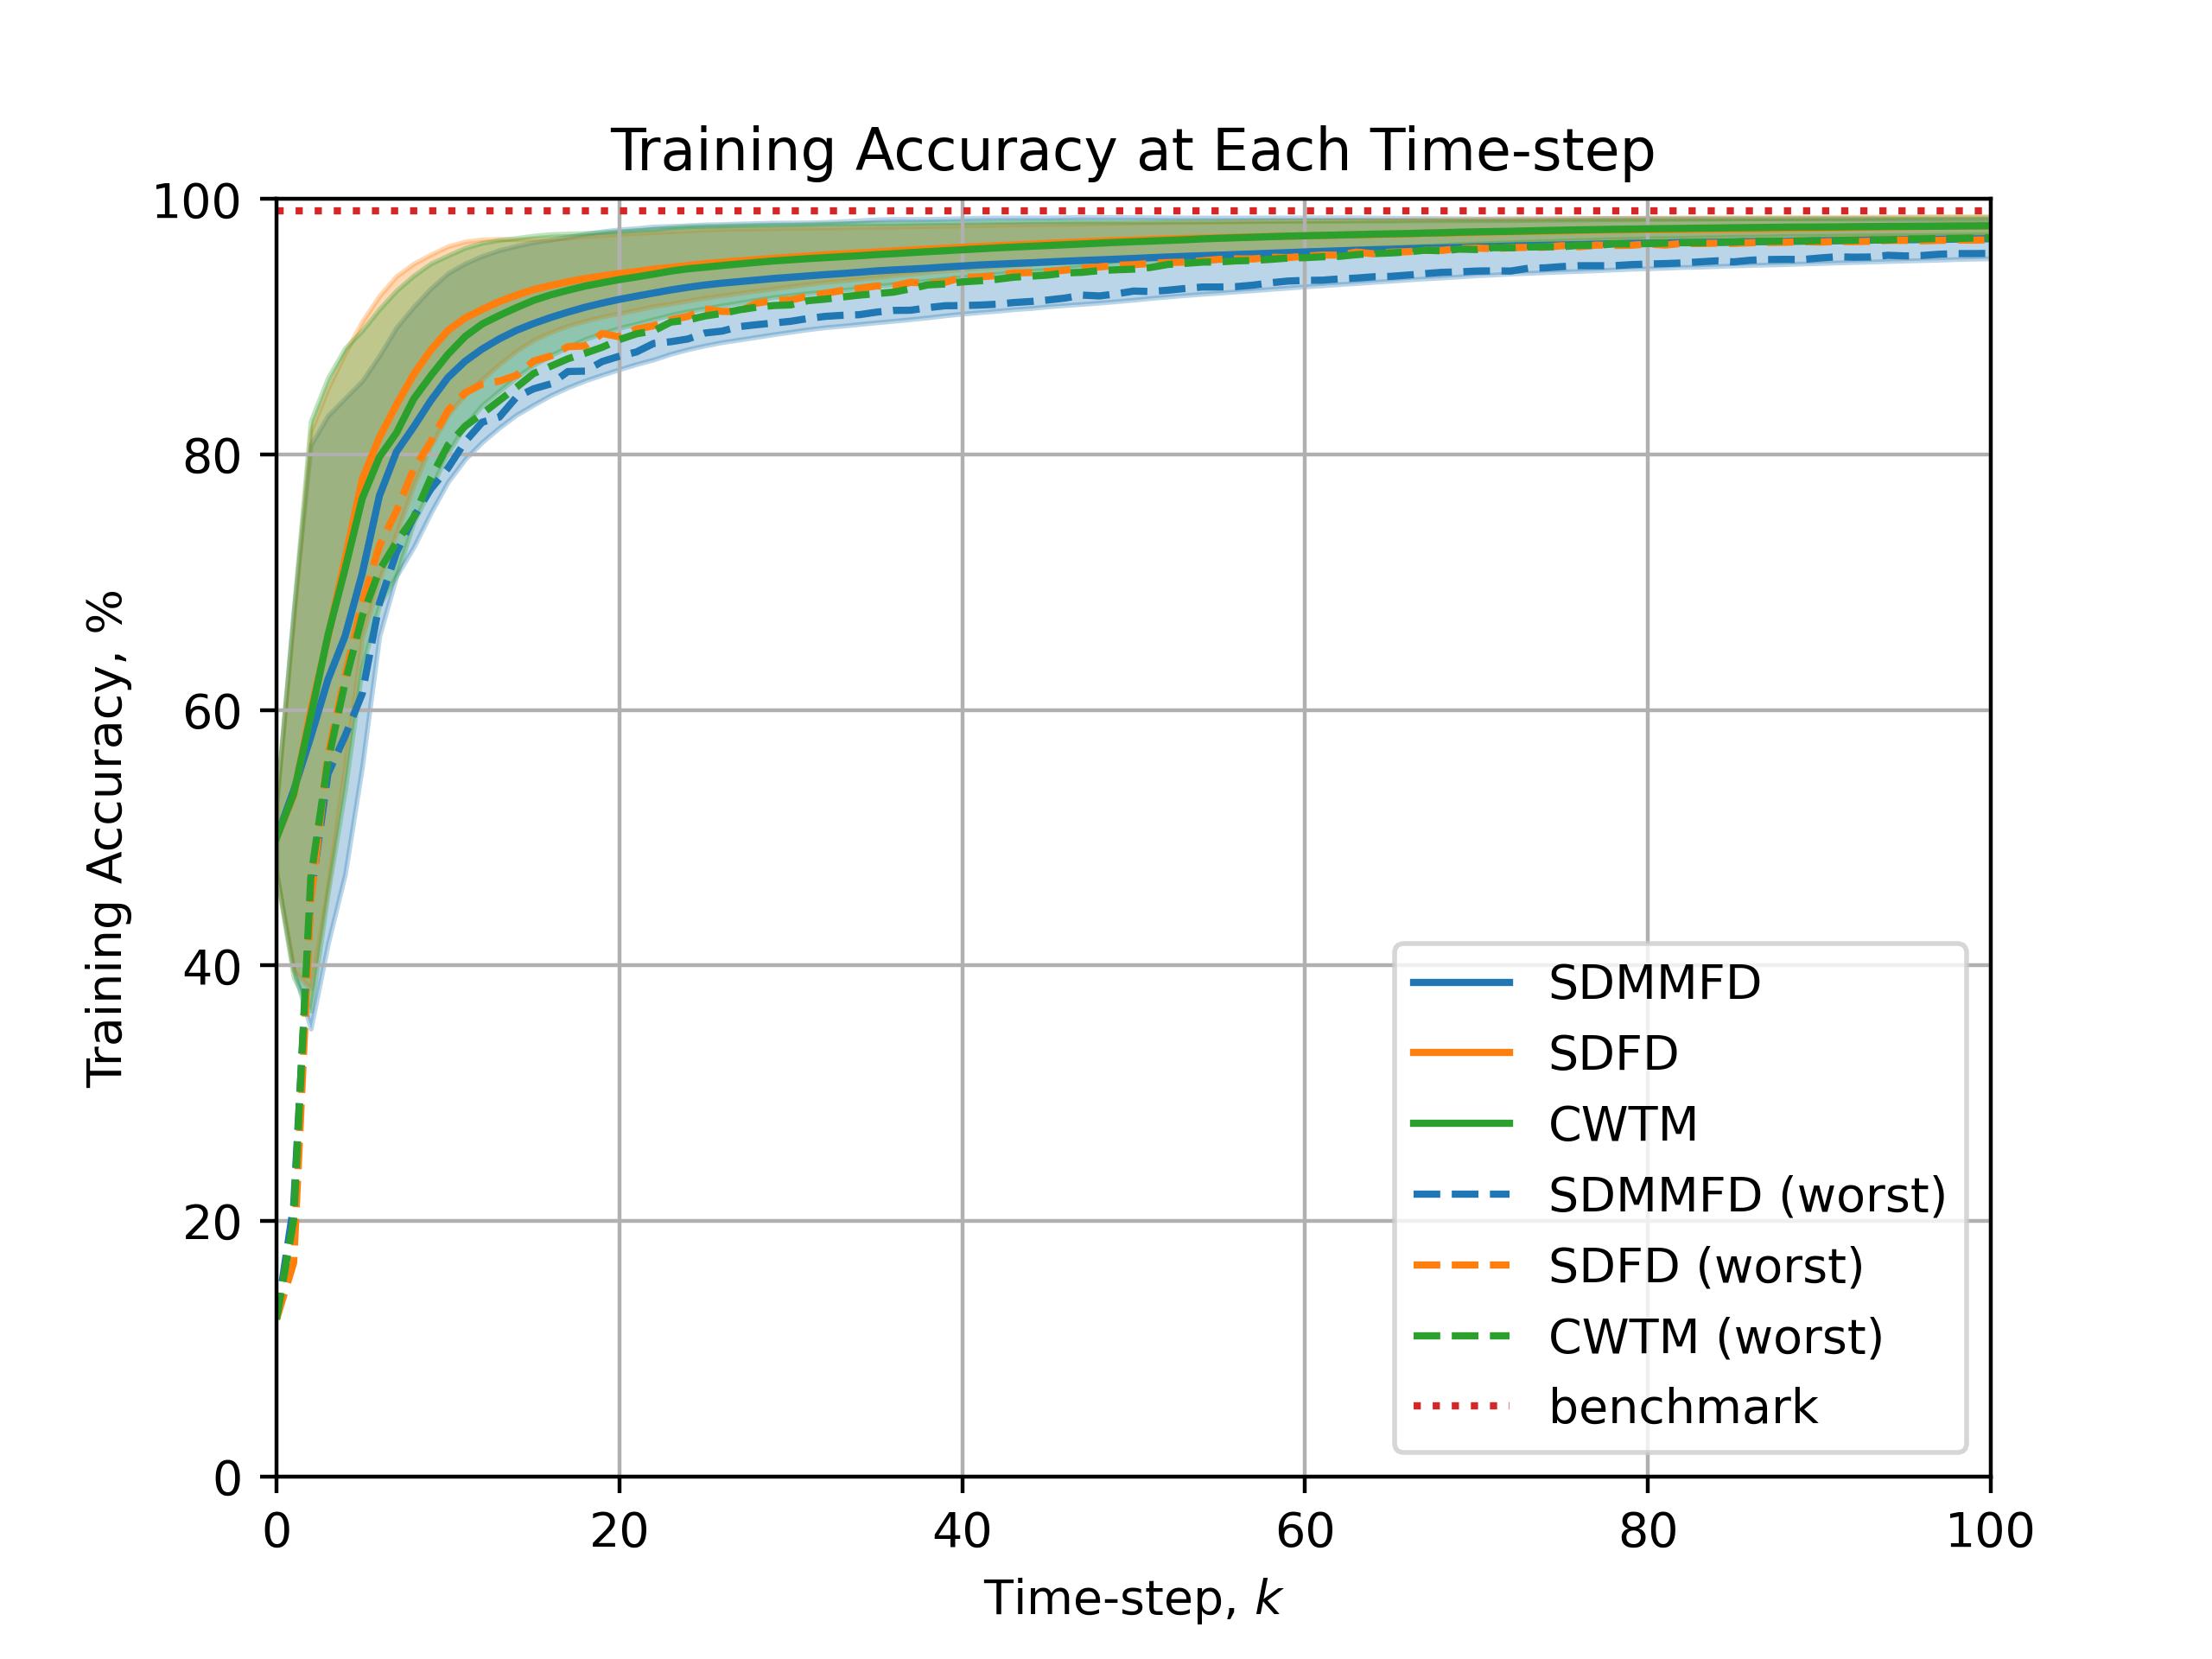 Training Accuracy at Each Time-step
Training Accuracy, %
100
80
60
40
20
0
0 20 40 60 80 100
Time-step, k
SDMMFD
SDFD
CWTM
SDMMFD (worst)
SDFD (worst)
CWTM (worst)
benchmark